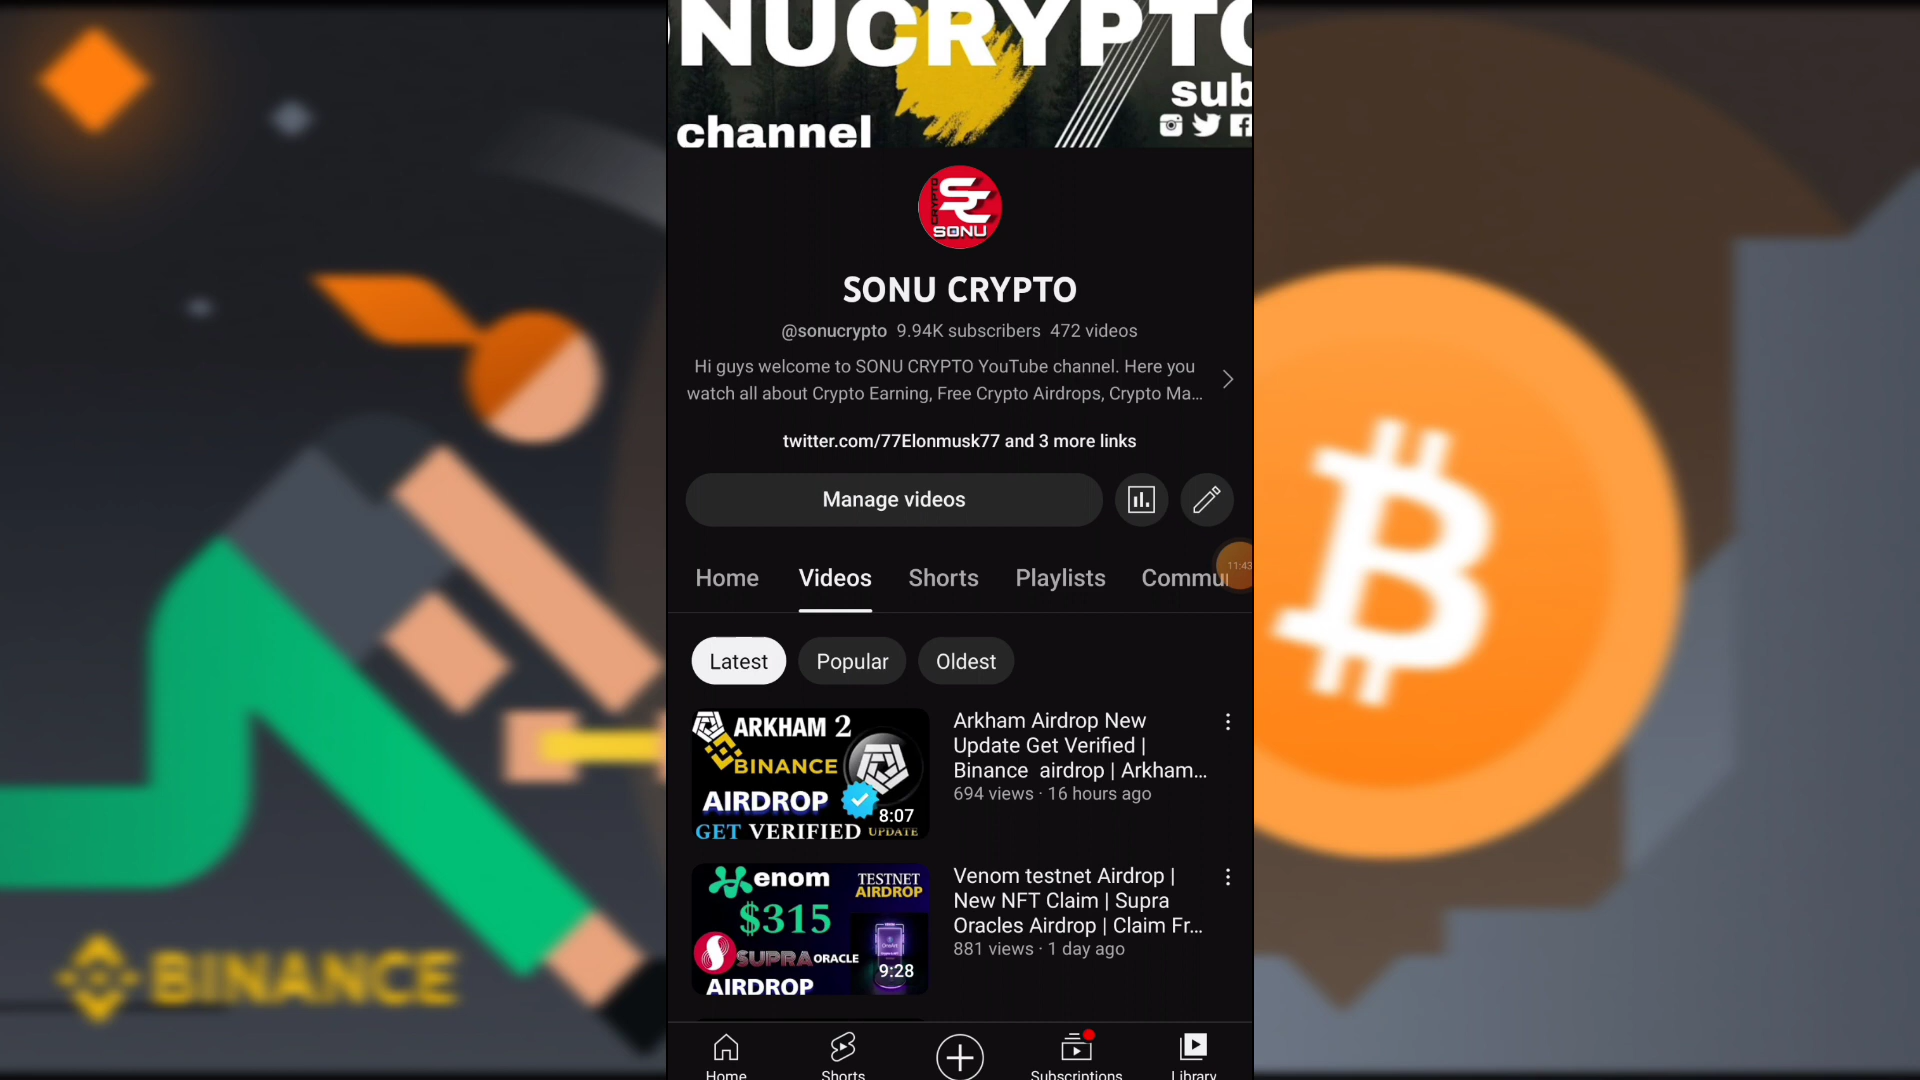 NUCRYPTO
sub
channel
CRYPTO
SONU
SONU CRYPTO
@sonucrypto 9.94K subscribers 472 videos
Hi guys welcome to SONU CRYPTO YouTube channel. Here you
watch all about Crypto Earning, Free Crypto Airdrops, Crypto Ma...
twitter.com/77Elonmusk77 and 3 more links
Manage videos
11:43
Home Videos Shorts Playlists Commu
Latest Popular Oldest
ARKHAM 2
BINANCE
AIRDROP
8:07
GET VERIFIED UPDATE
Arkham Airdrop New
Update Get Verified |
Binance airdrop | Arkham...
694 views · 16 hours ago
enom
TESTNET
AIRDROP
$315
SUPRA ORACLE
9:28
AIRDROP
Venom testnet Airdrop |
New NFT Claim | Supra
Oracles Airdrop | Claim Fr...
881 views · 1 day ago
BINANCE
Home Shorts Subscriptions Library